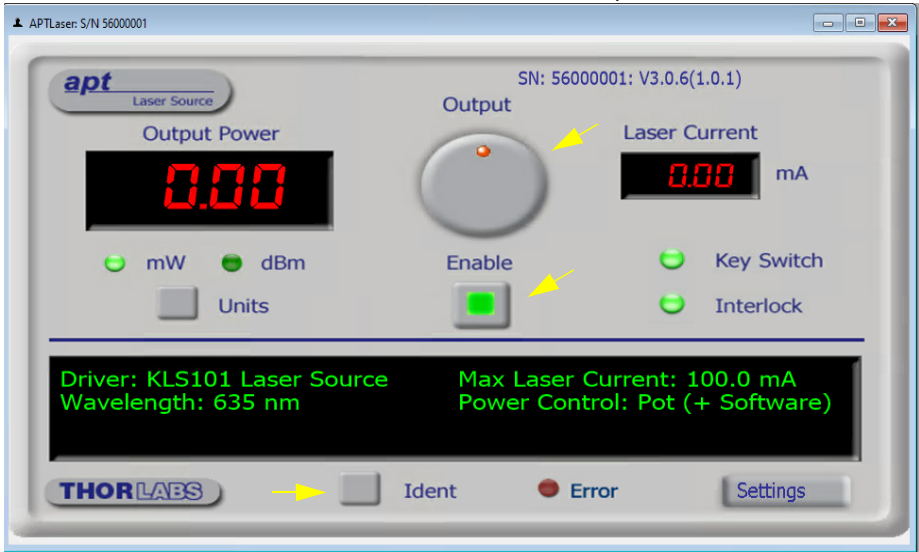 APTLaser: S/N 56000001
apt
Laser Source
SN: 56000001: V3.0.6(1.0.1)
Output
Output Power
Laser Current
0.00
0.00
mA
mW
dBm
Enable
Key Switch
Units
Interlock
Driver: KLS101 Laser Source
Max Laser Current: 100.0 mA
Wavelength: 635 nm
Power Control: Pot (+ Software)
THORLABS
Ident
Error
Settings